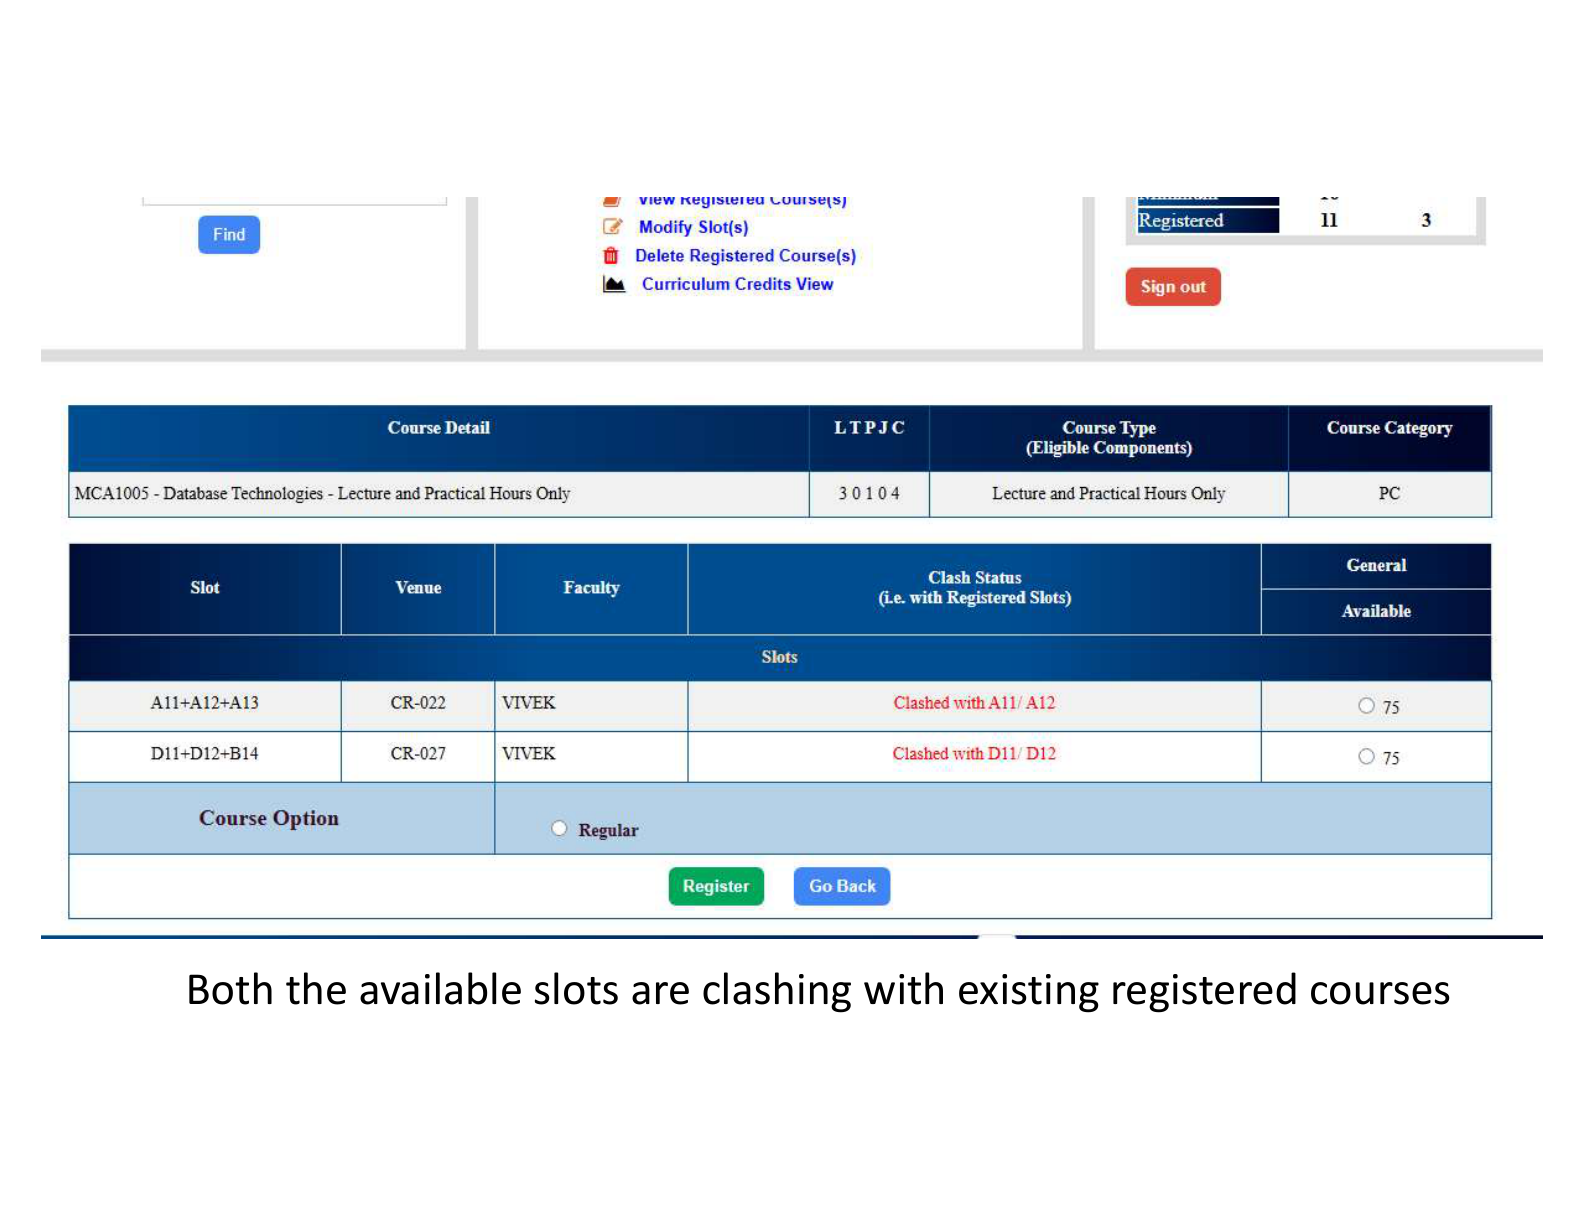 View Registered Course(s)
Find
Modify Slot(s)
Registered 11 3
Delete Registered Course(s)
Curriculum Credits View
Sign out
Course Detail L T P J C Course Type Course Category
(Eligible Components)
MCA1005 - Database Technologies - Lecture and Practical Hours Only 3 0 1 0 4 Lecture and Practical Hours Only PC
General
Slot Venue Faculty Clash Status
(i.e. with Registered Slots)
Available
Slots
A11+A12+A13 CR-022 VIVEK Clashed with A11/ A12 75
D11+D12+B14 CR-027 VIVEK Clashed with D11/ D12 75
Course Option Regular
Register Go Back
Both the available slots are clashing with existing registered courses